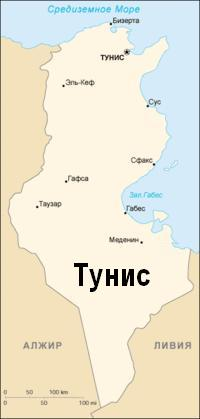 Средиземное Море
Бизерта
ТУНИС
Эль-Кеф
Сус
Сфакс
Гафса
Зал. Габес
Таузар
Габес
Меденин
Тунис
АЛЖИР
ЛИВИЯ
0 50 100 km
0 50 100 mi